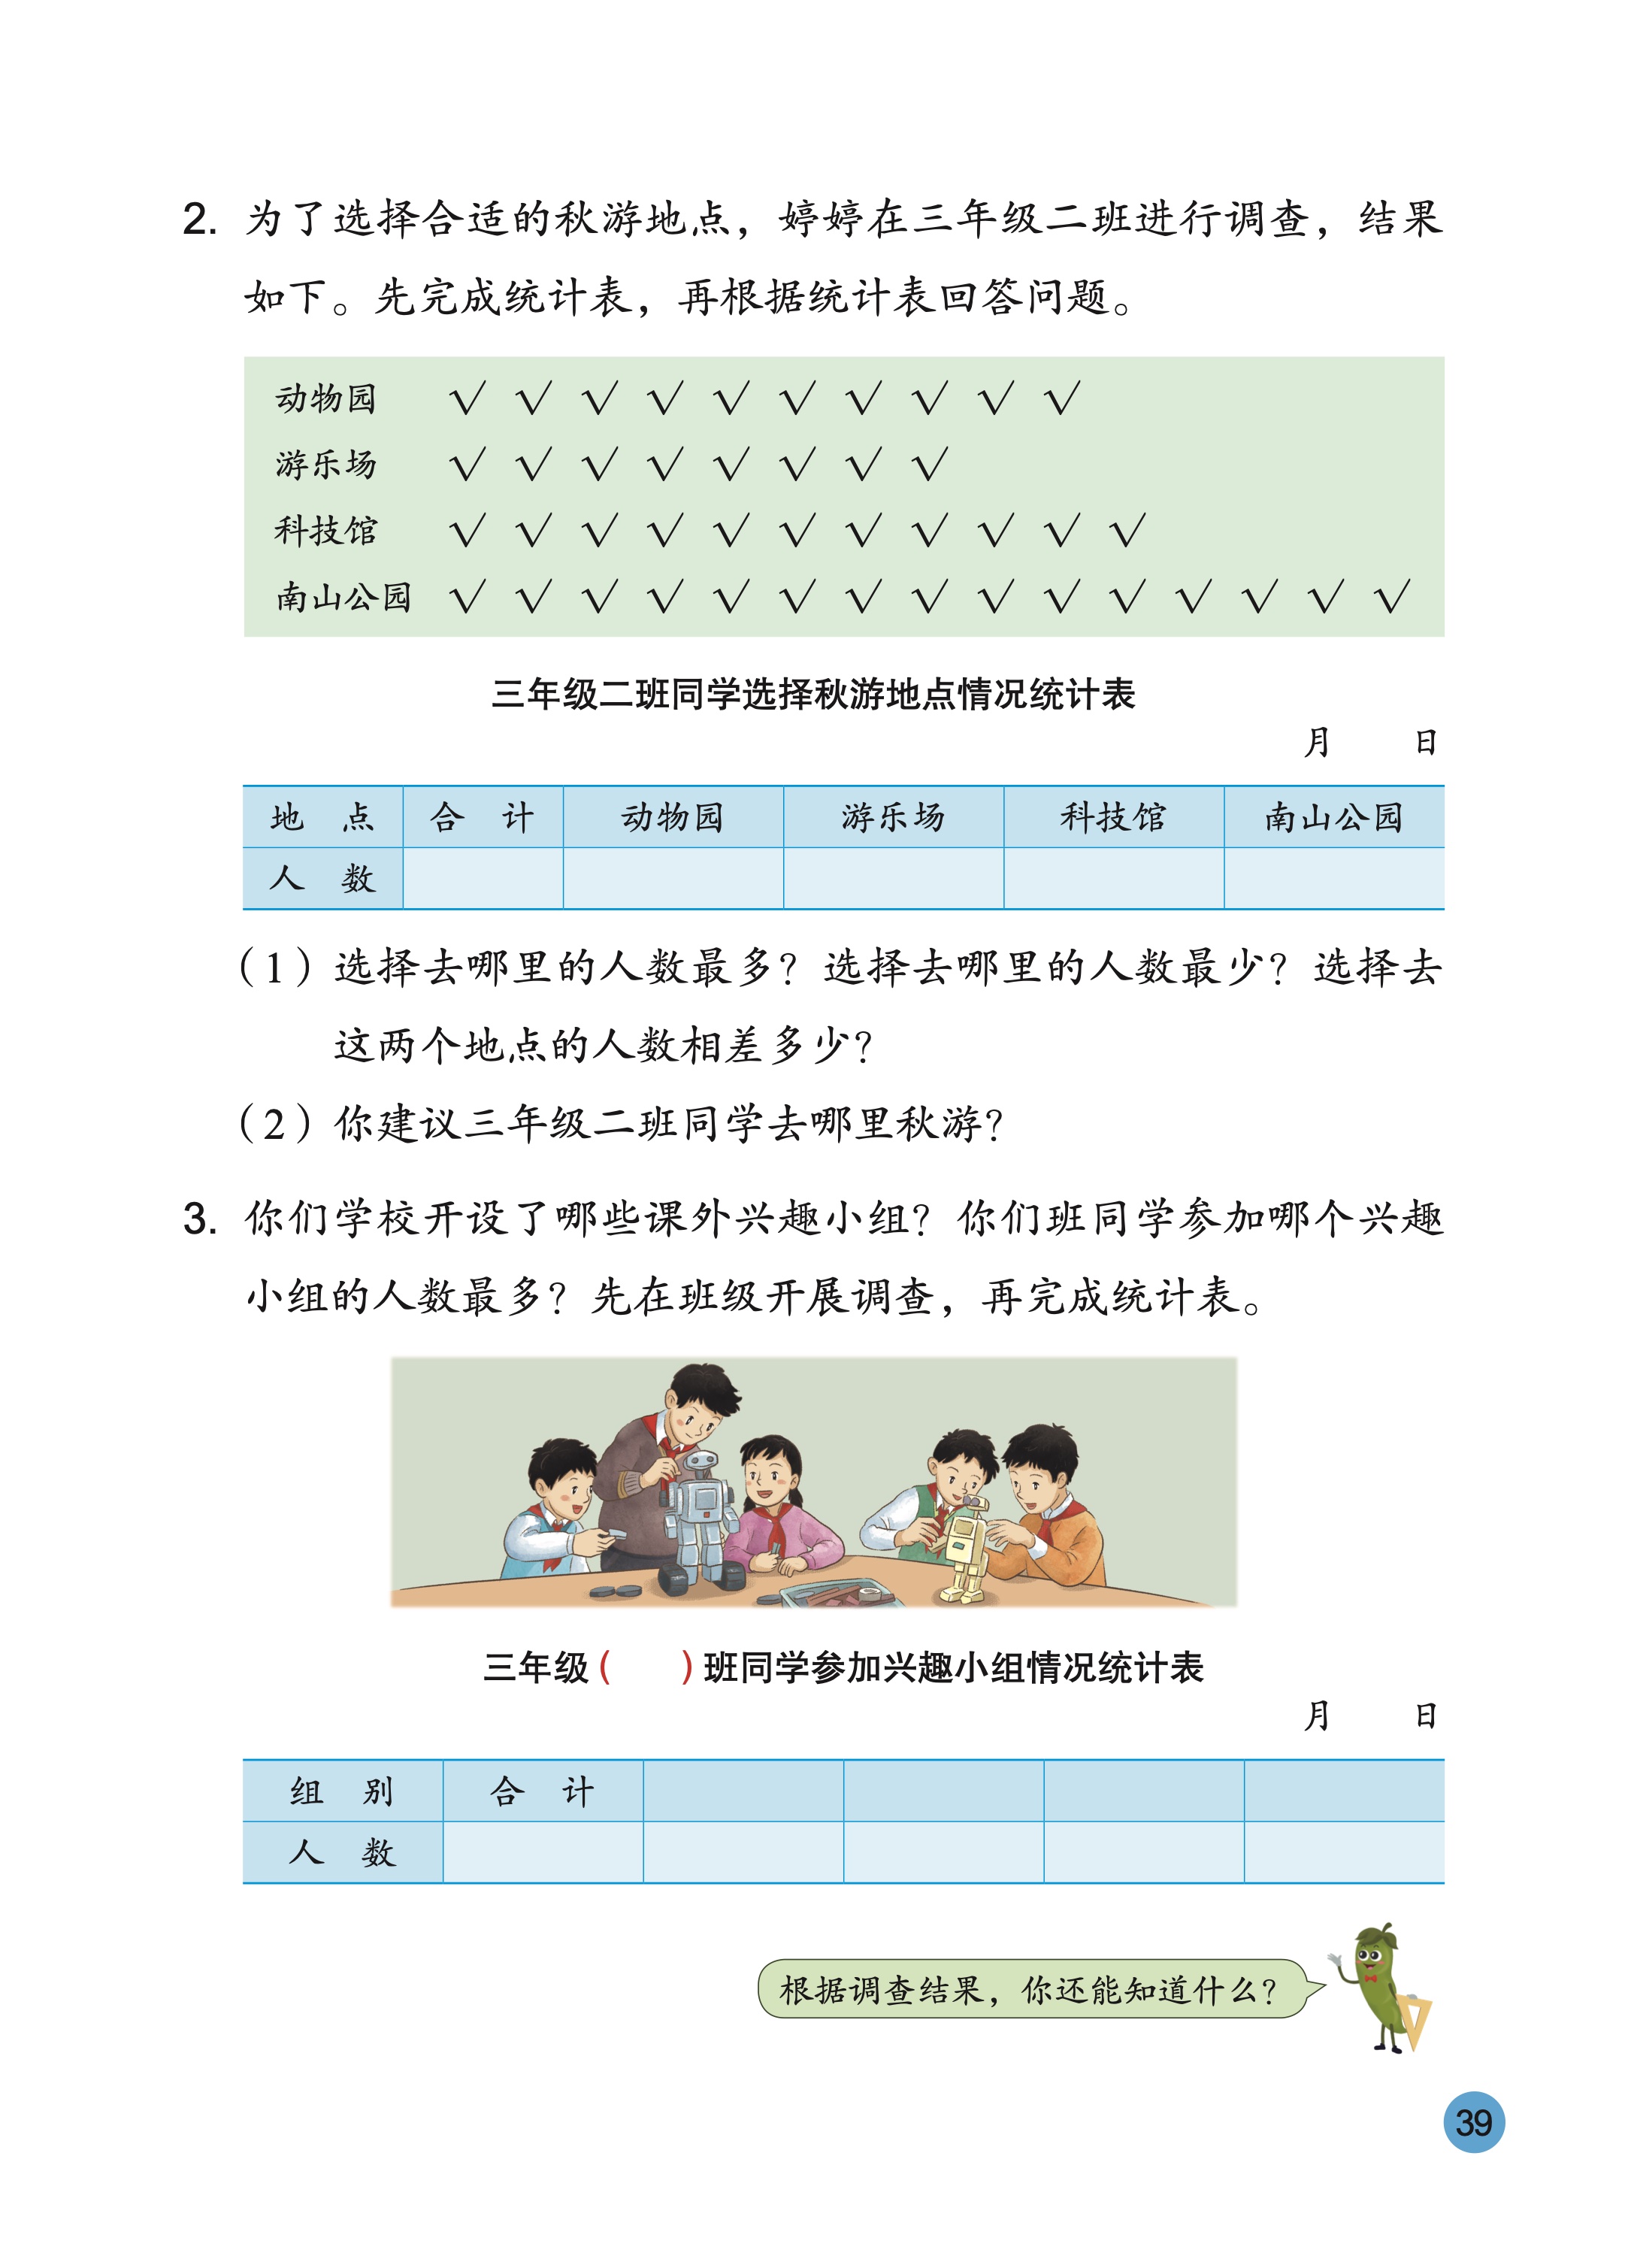 2. 为了选择合适的秋游地点，婷婷在三年级二班进行调查，结果
如下。先完成统计表，再根据统计表回答问题。
动物园 √ √ √ √ √ √ √ √ √ √
游乐场 √ √ √ √ √ √ √ √
科技馆 √ √ √ √ √ √ √ √ √ √ √
南山公园 √ √ √ √ √ √ √ √ √ √ √ √ √ √ √
三年级二班同学选择秋游地点情况统计表
月 日
地 点 合 计 动物园 游乐场 科技馆 南山公园
人 数
（1）选择去哪里的人数最多？选择去哪里的人数最少？选择去
这两个地点的人数相差多少？
（2）你建议三年级二班同学去哪里秋游？
3. 你们学校开设了哪些课外兴趣小组？你们班同学参加哪个兴趣
小组的人数最多？先在班级开展调查，再完成统计表。
三年级（ ）班同学参加兴趣小组情况统计表
月 日
组 别 合 计
人 数
根据调查结果，你还能知道什么？
39